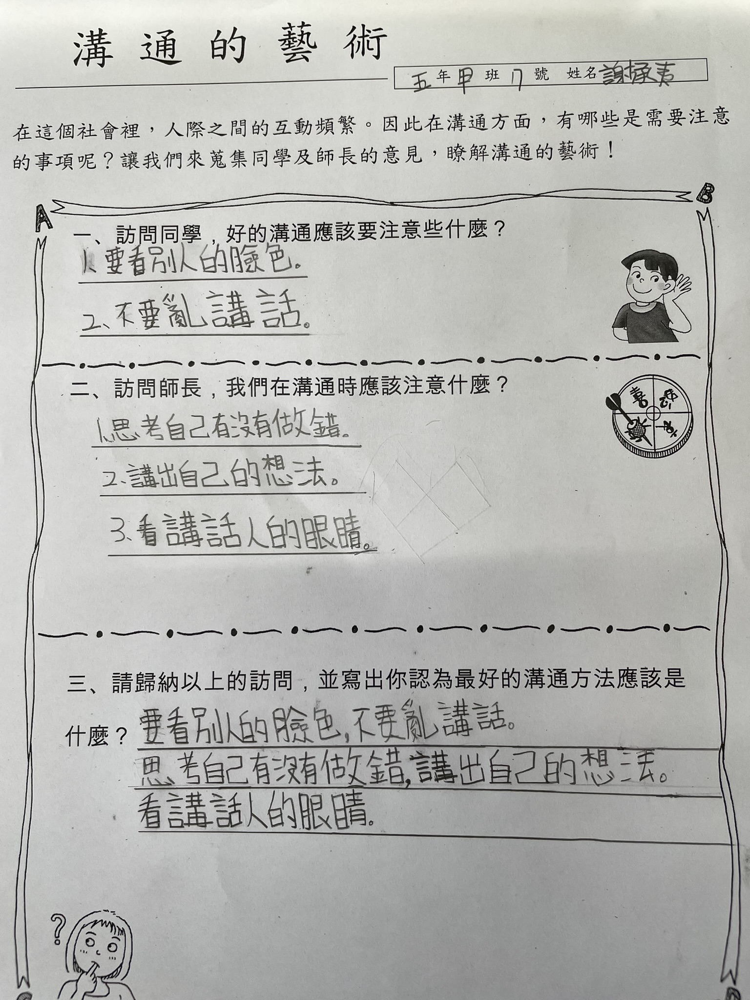 溝通的藝術
五年甲班17號 姓名謝承
在這個社會裡，人際之間的互動頻繁。因此在溝通方面，有哪些是需要注意
的事項呢？讓我們來蒐集同學及師長的意見，瞭解溝通的藝術！
A
B
一、訪問同學，好的溝通應該要注意些什麼？
1、要看別人的臉色。
2、不要亂講話。
二、訪問師長，我們在溝通時應該注意什麼？
喜
1、思考自己有沒有做錯。
2、講出自己的想法。
3、看講話人的眼睛。
三、請歸納以上的訪問，並寫出你認為最好的溝通方法應該是
什麼？要看別人的臉色，不要亂講話。
思考自己有沒有做錯，講出自己的想法。
看講話人的眼睛。
?